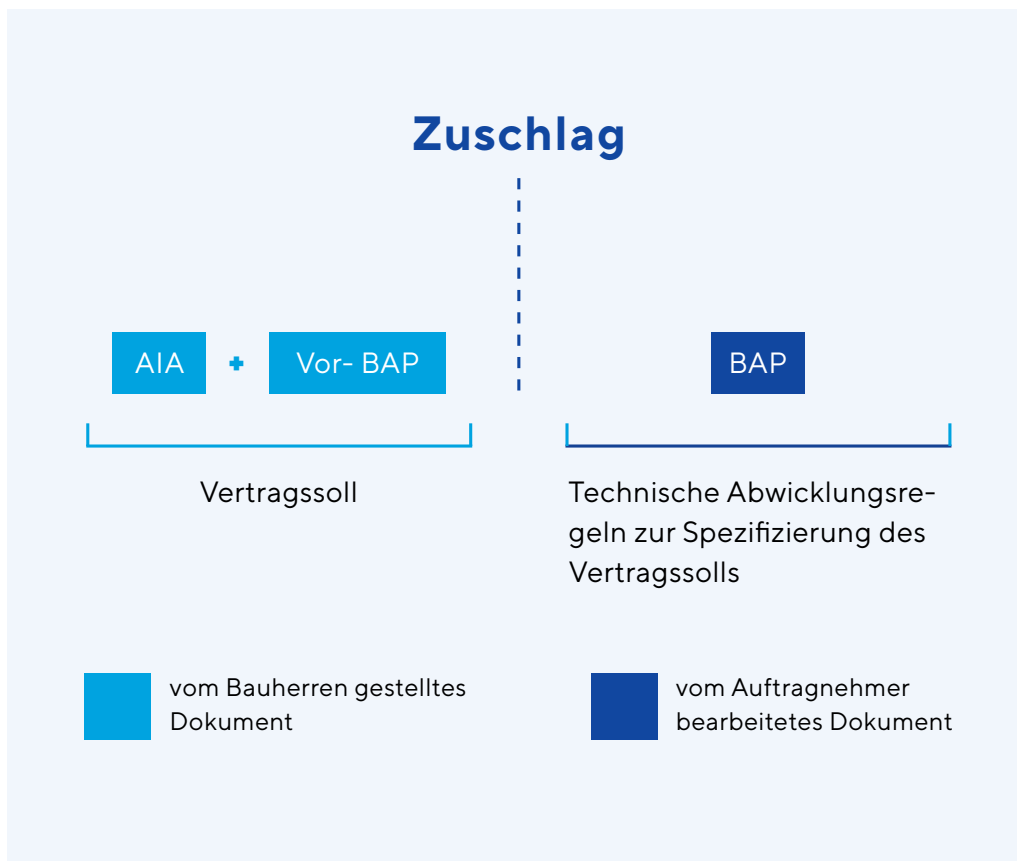 Zuschlag
AIA + Vor- BAP
BAP
Vertragssoll
Technische Abwicklungsre-
geln zur Spezifizierung des
Vertragssolls
vom Bauherren gestelltes
Dokument
vom Auftragnehmer
bearbeitetes Dokument